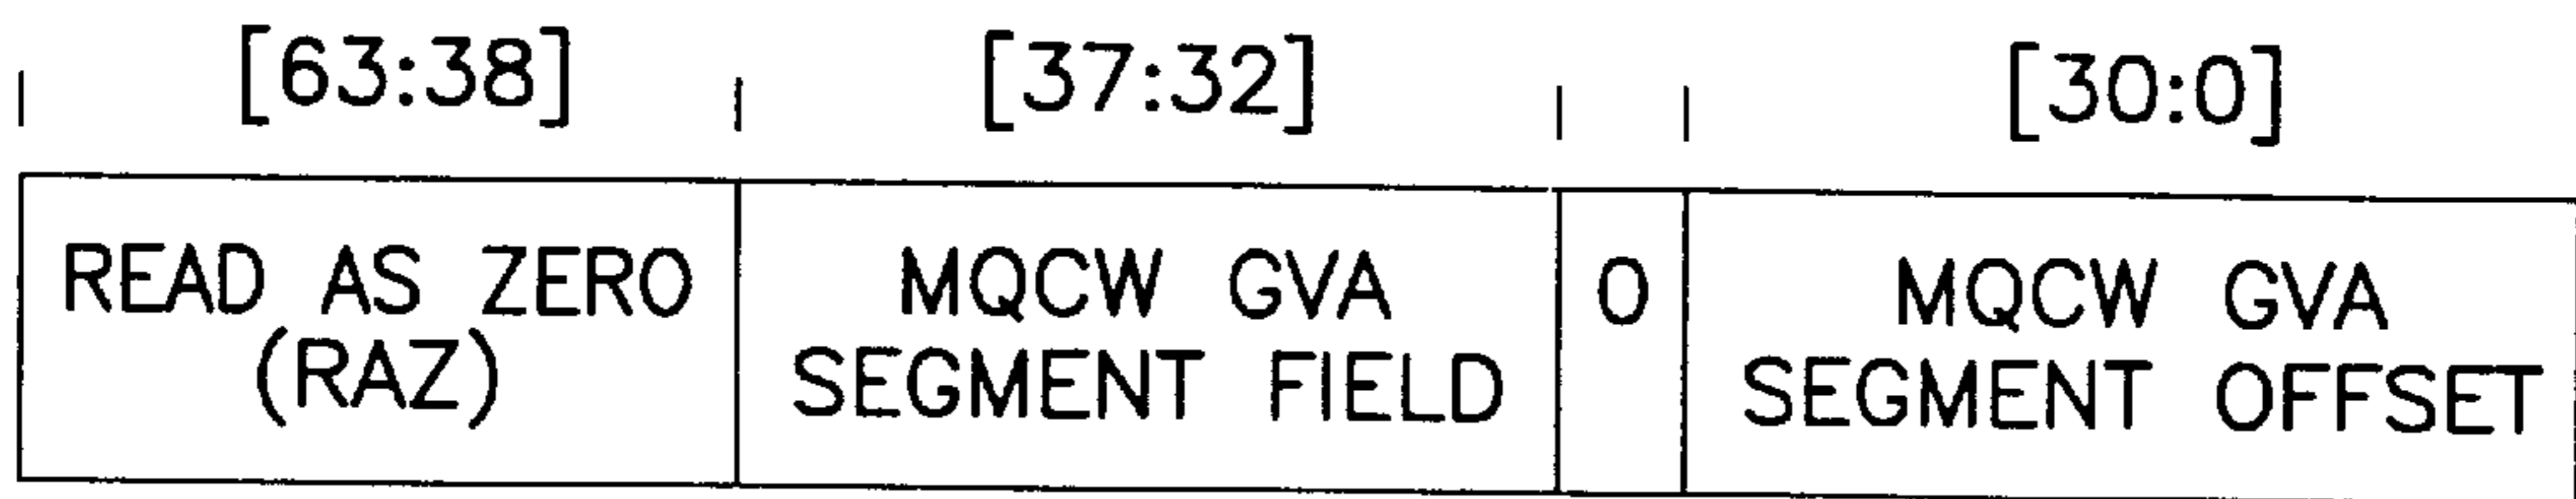 [63:38] [37:32] [30:0]
READ AS ZERO MQCW GVA 0 MQCW GVA
(RAZ) SEGMENT FIELD SEGMENT OFFSET